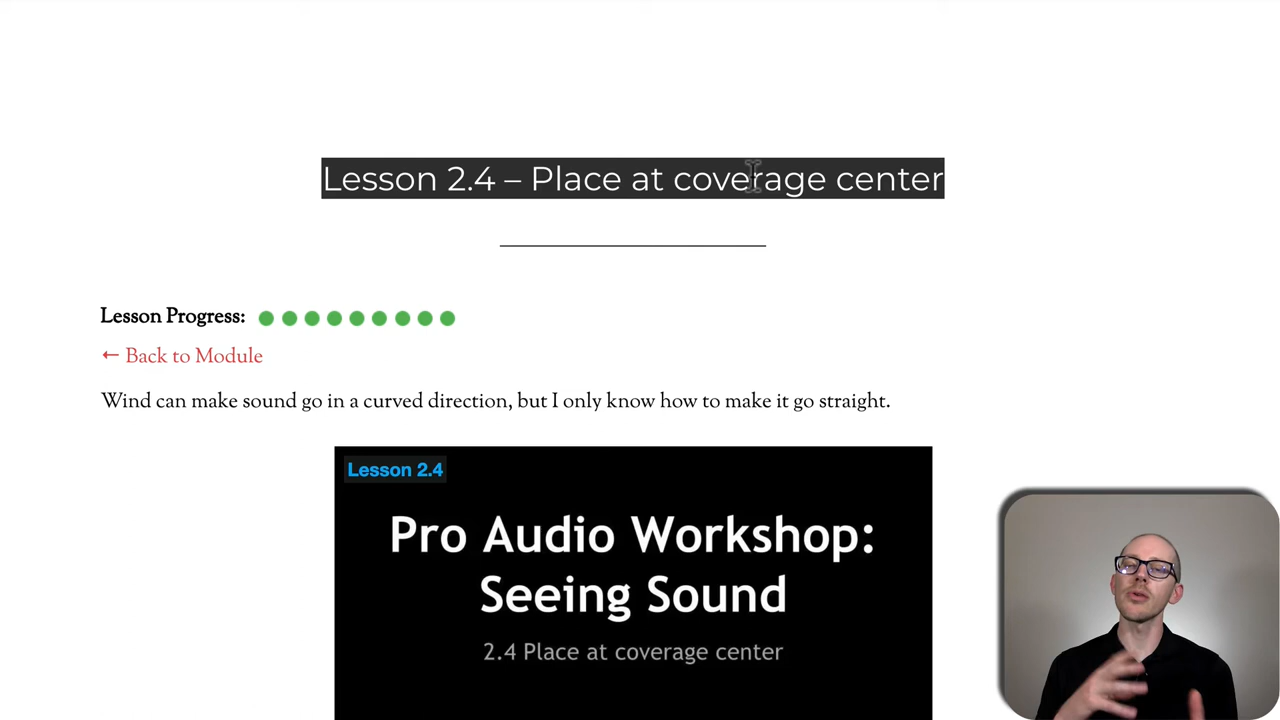 Lesson 2.4 – Place at coverage center
Lesson Progress:
← Back to Module
Wind can make sound go in a curved direction, but I only know how to make it go straight.
Lesson 2.4
Pro Audio Workshop:
Seeing Sound
2.4 Place at coverage center